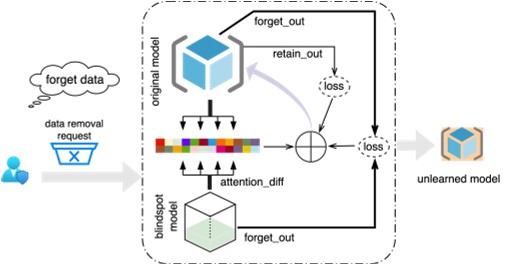 forget_out
retain_out
original model
forget data
loss
data removal
request
loss
attention_diff
unlearned model
blindspot
model
forget_out